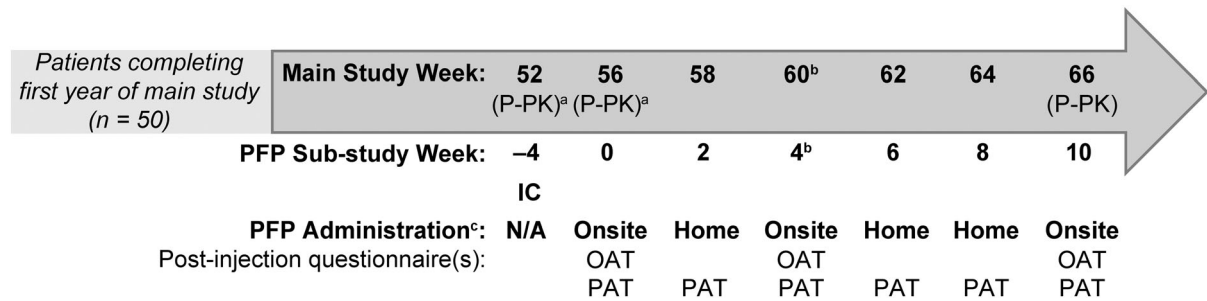 Patients completing
first year of main study
(n = 50)
Main Study Week: 52 56 58 60ᵇ 62 64 66
(P-PK)ᵃ (P-PK)ᵃ (P-PK)
PFP Sub-study Week: –4 0 2 4ᵇ 6 8 10
IC
PFP Administrationᶜ: N/A Onsite Home Onsite Home Home Onsite
Post-injection questionnaire(s): OAT OAT OAT
PAT PAT PAT PAT PAT PAT